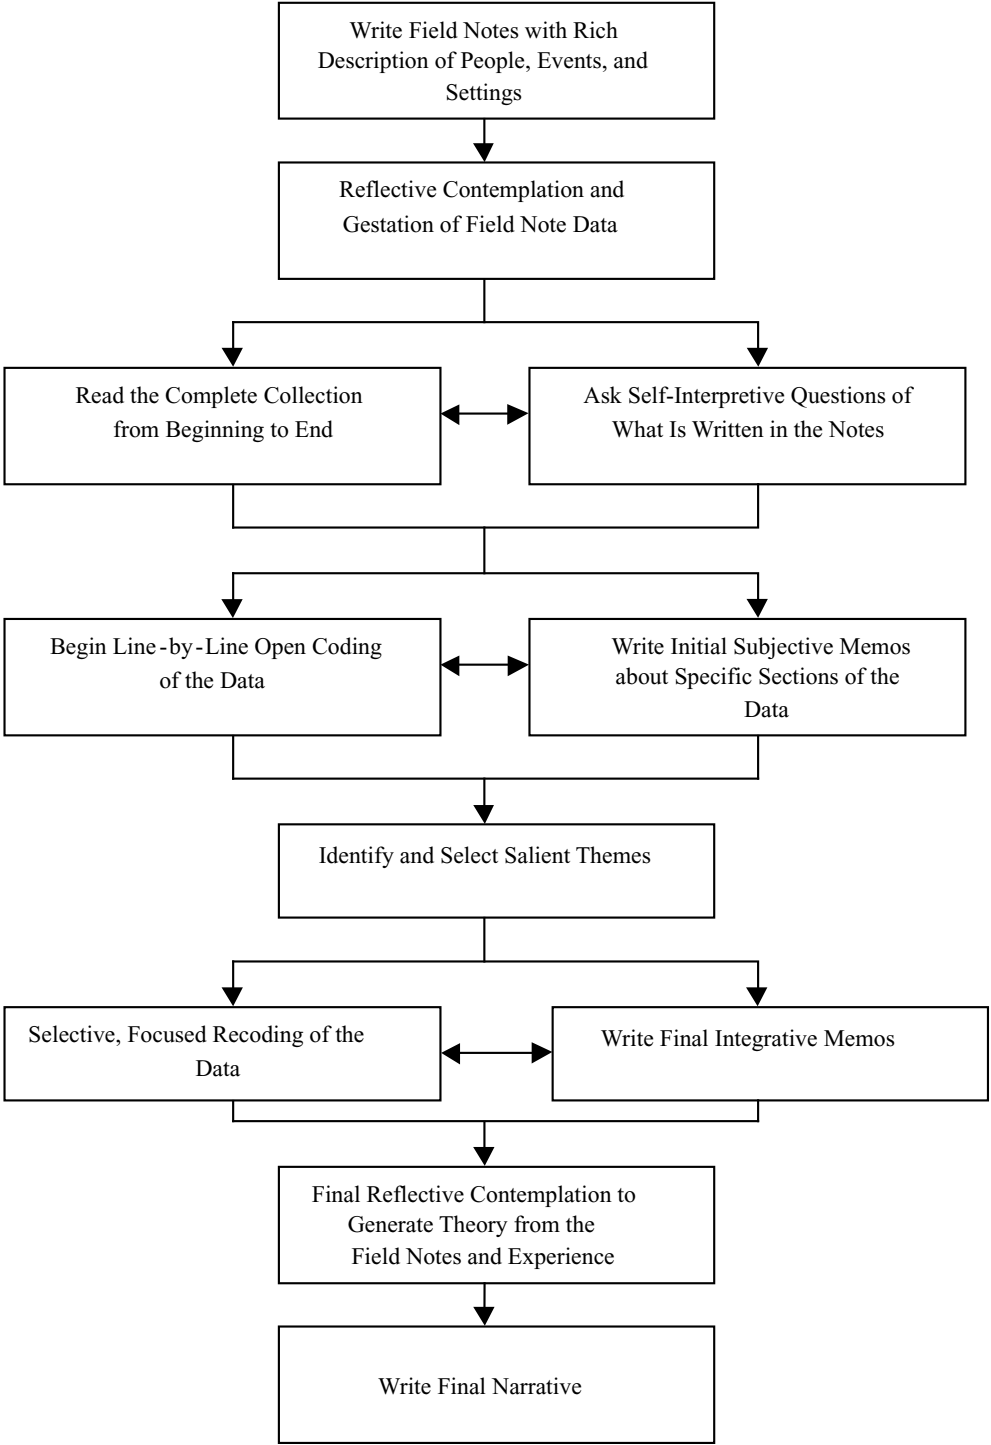 Write Field Notes with Rich
Description of People, Events, and
Settings
Reflective Contemplation and
Gestation of Field Note Data
Read the Complete Collection
from Beginning to End
Ask Self-Interpretive Questions of
What Is Written in the Notes
Begin Line-by-Line Open Coding
of the Data
Write Initial Subjective Memos
about Specific Sections of the
Data
Identify and Select Salient Themes
Selective, Focused Recoding of the
Data
Write Final Integrative Memos
Final Reflective Contemplation to
Generate Theory from the
Field Notes and Experience
Write Final Narrative